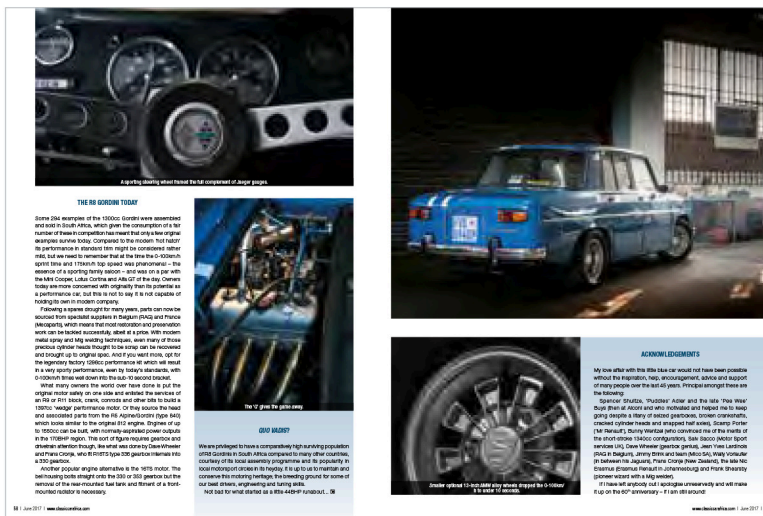 A sporting steering wheel framed the full complement of Jaeger gauges.
THE R8 GORDINI TODAY
Some 294 examples of the 1300cc Gordini were assembled
and sold in South Africa, which given the consumption of a fair
number of these in competition has meant that only a few original
examples survive today. Compared to the modern 'hot hatch'
its performance in standard trim might be considered rather
mild, but we need to remember that at the time the 0-100km/h
sprint time and 175km/h top speed was phenomenal – the
essence of a sporting family saloon – and was on a par with
the Mini Cooper, Lotus Cortina and Alfa GT of the day. Owners
today are more concerned with originality than its potential as
a performance car, but this is not to say it is not capable of
holding its own in modern company.
Following a spares drought for many years, parts can now be
sourced from specialist suppliers in Belgium (RAG) and France
(Mecaparts), which means that most restoration and preservation
work can be tackled successfully, albeit at a price. With modern
metal spray and Mig welding techniques, even many of those
precious cylinder heads thought to be scrap can be recovered
and brought up to original spec. And if you want more, opt for
the legendary factory 1296cc performance kit which will result
in a very sporty performance, even by today's standards, with
0-100km/h times well down into the sub-10 second bracket.
What many owners the world over have done is put the
original motor safely on one side and enlisted the services of
an R9 or R11 block, crank, conrods and other bits to build a
1397cc 'wedge' performance motor. Or they source the head
and associated parts from the R5 Alpine/Gordini (type 840)
which looks similar to the original 812 engine. Engines of up
to 1550cc can be built, with normally-aspirated power outputs
in the 170BHP region. This sort of figure requires gearbox and
drivetrain attention though, like what was done by Dave Wheeler
and Frans Cronje, who fit R15TS type 336 gearbox internals into
a 330 gearbox.
Another popular engine alternative is the 16TS motor. The
bell housing bolts straight onto the 330 or 353 gearbox but the
removal of the rear-mounted fuel tank and fitment of a front-
mounted radiator is necessary.
The 'G' gives the game away.
QUO VADIS?
We are privileged to have a comparatively high surviving population
of R8 Gordinis in South Africa compared to many other countries,
courtesy of its local assembly programme and its popularity in
local motorsport circles in its heyday. It is up to us to maintain and
conserve this motoring heritage, the breeding ground for some of
our best drivers, engineering and tuning skills.
Not bad for what started as a little 44BHP runabout…
58 | June 2017 | www.classiccarafrica.com
Smaller optional 13-inch AMW alloy wheels dropped the 0-100km/
h to under 10 seconds.
ACKNOWLEDGEMENTS
My love affair with this little blue car would not have been possible
without the inspiration, help, encouragement, advice and support
of many people over the last 45 years. Principal amongst these are
the following:
Spencer Shultze, 'Puddles' Adler and the late 'Pee Wee'
Buys (then at Alconi and who motivated and helped me to keep
going despite a litany of seized gearboxes, broken crankshafts,
cracked cylinder heads and snapped half axles), Scamp Porter
('Mr Renault'), Bunny Wentzel (who convinced me of the merits of
the short-stroke 1340cc configuration), Salv Sacco (Motor Sport
services UK), Dave Wheeler (gearbox genius), Jean Yves Lardinois
(RAG in Belgium), Jimmy Brink and team (Mico SA), Wally Vorlaufer
(in between his Jaguars), Frans Cronje (New Zealand), the late Nic
Erasmus (Erasmus Renault in Johannesburg) and Frank Shearsby
(pioneer wizard with a Mig welder).
If I have left anybody out I apologise unreservedly and will make
it up on the 60th anniversary – if I am still around!
www.classiccarafrica.com | June 2017 |